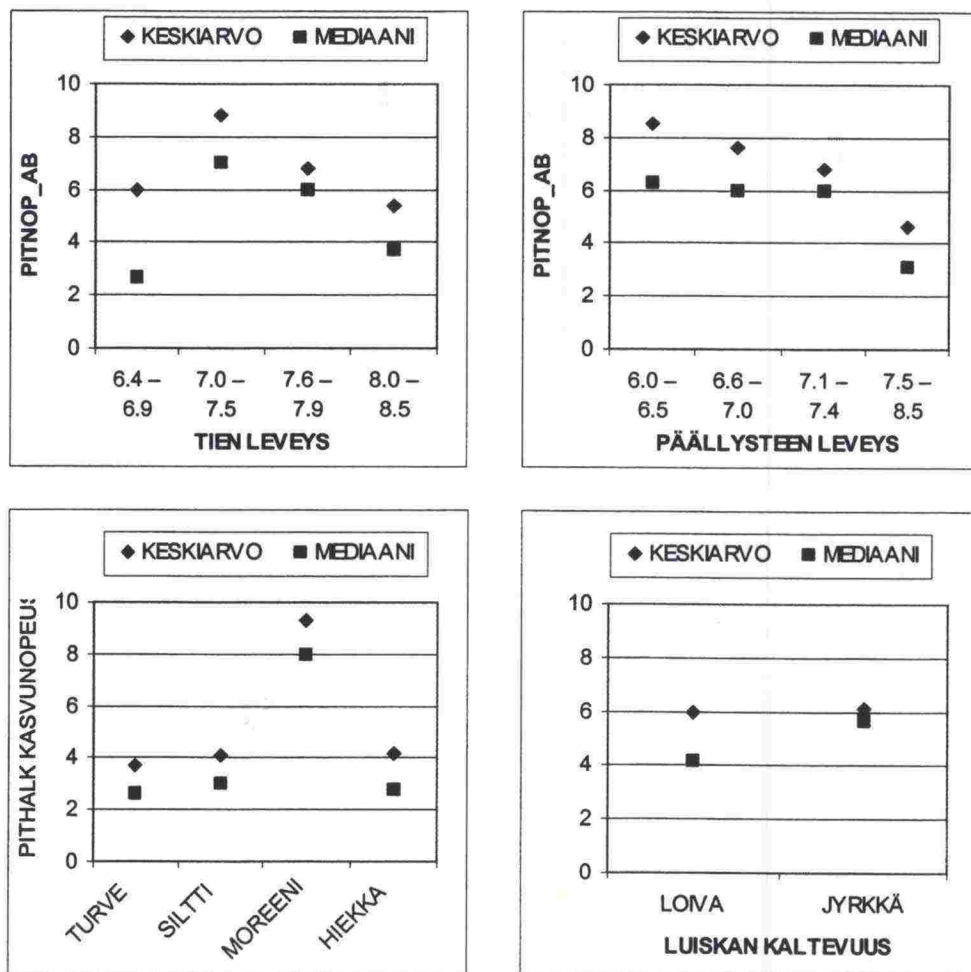 KESKIARVO MEDIAANI
10
8
6
4
2
0
PITNOP_AB
6.4 – 7.0 – 7.6 – 8.0 –
6.9 7.5 7.9 8.5
TIEN LEVEYS
KESKIARVO MEDIAANI
10
8
6
4
2
0
PITNOP_AB
6.0 – 6.6 – 7.1 – 7.5 –
6.5 7.0 7.4 8.5
PÄÄLLYSTEEN LEVEYS
KESKIARVO MEDIAANI
10
8
6
4
2
0
PITHALK KASVUNOPEUS
TURVE SILTTI MOREENI HIEKKA
KESKIARVO MEDIAANI
10
8
6
4
2
0
LOIVA JYRKKÄ
LUISKAN KALTEVUUS